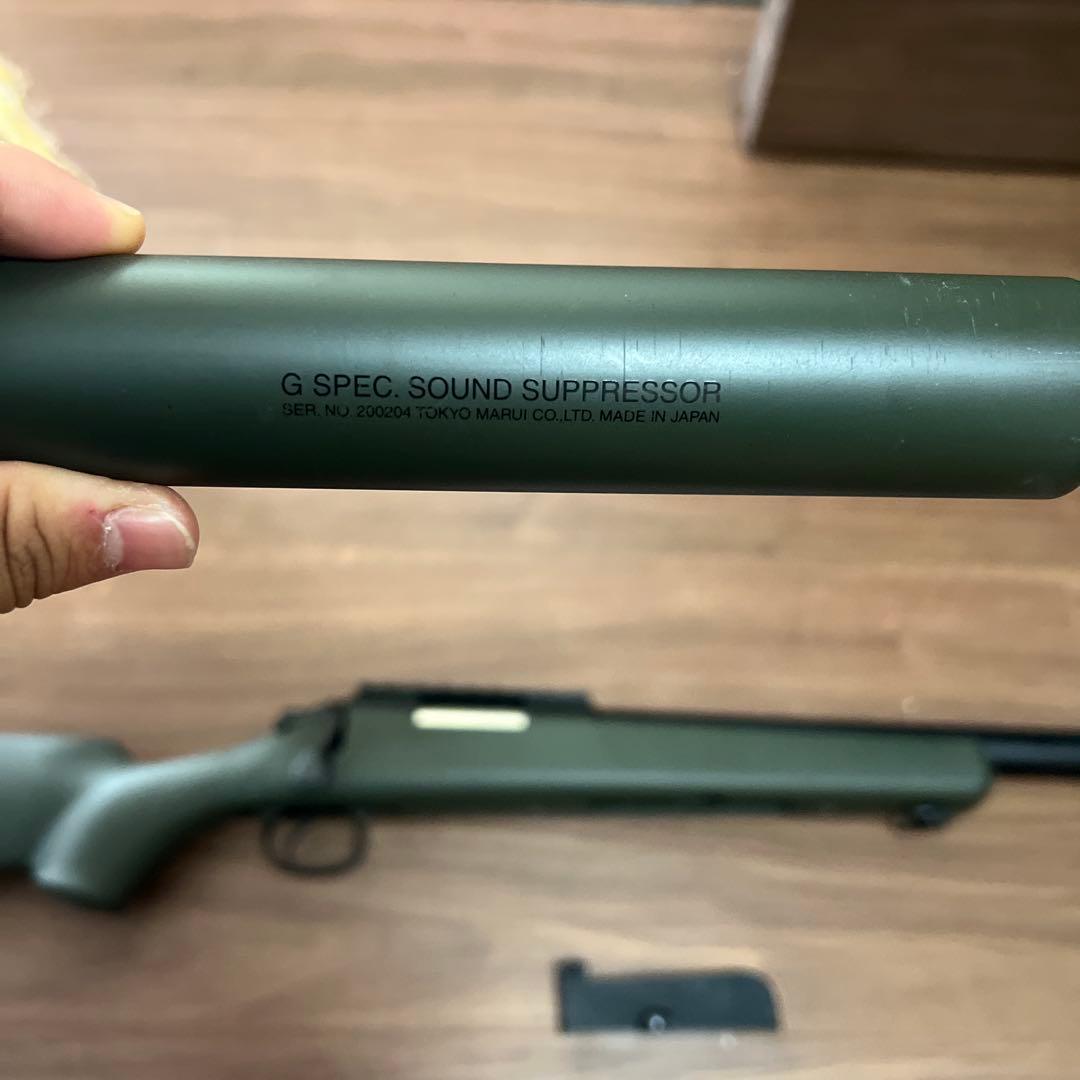 G SPEC. SOUND SUPPRESSOR
SER. NO. 200204 TOKYO MARUI CO.,LTD. MADE IN JAPAN